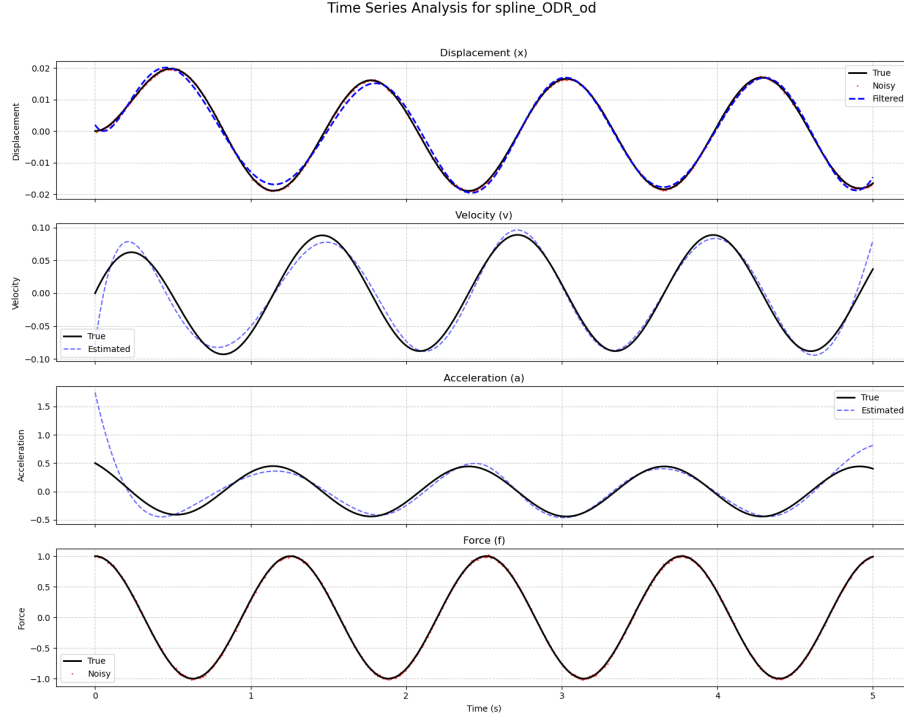 Time Series Analysis for spline_ODR_od
Displacement (x)
Displacement
0.02
0.01
0.00
−0.01
−0.02
True
Noisy
Filtered
Velocity (v)
Velocity
0.10
0.05
0.00
−0.05
−0.10
True
Estimated
Acceleration (a)
Acceleration
1.5
1.0
0.5
0.0
−0.5
True
Estimated
Force (f)
Force
1.0
0.5
0.0
−0.5
−1.0
True
Noisy
0 1 2 3 4 5
Time (s)